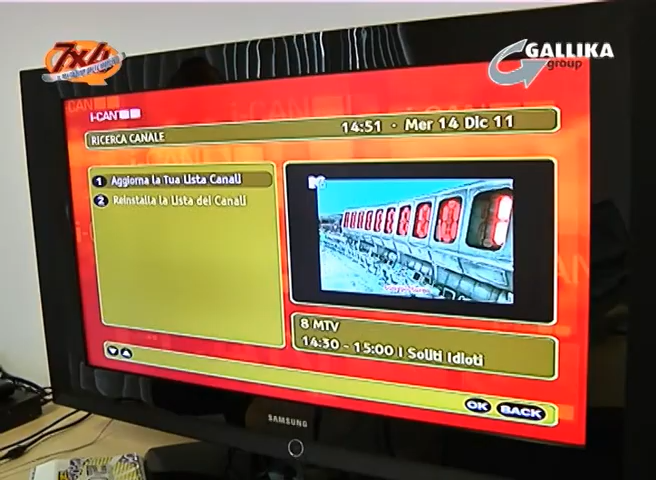 7x4
GALLIKA
group
i-CAN
14:51 · Mer 14 Dic 11
RICERCA CANALE
1 Aggiorna la Tua Lista Canali
2 Reinstalla la Lista dei Canali
8 MTV
14:30 - 15:00 I Soliti Idioti
OK BACK
SAMSUNG